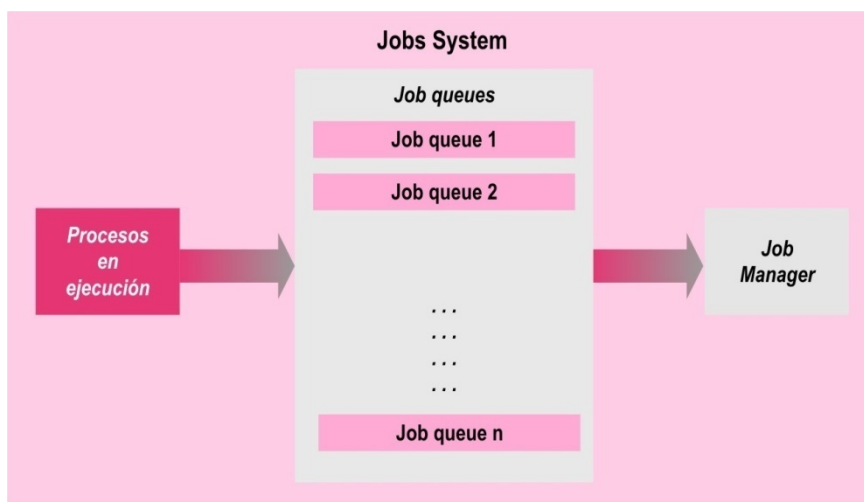 Jobs System
Job queues
Job queue 1
Job queue 2
Procesos
en
ejecución
Job
Manager
. . .
. . .
. . .
. . .
Job queue n